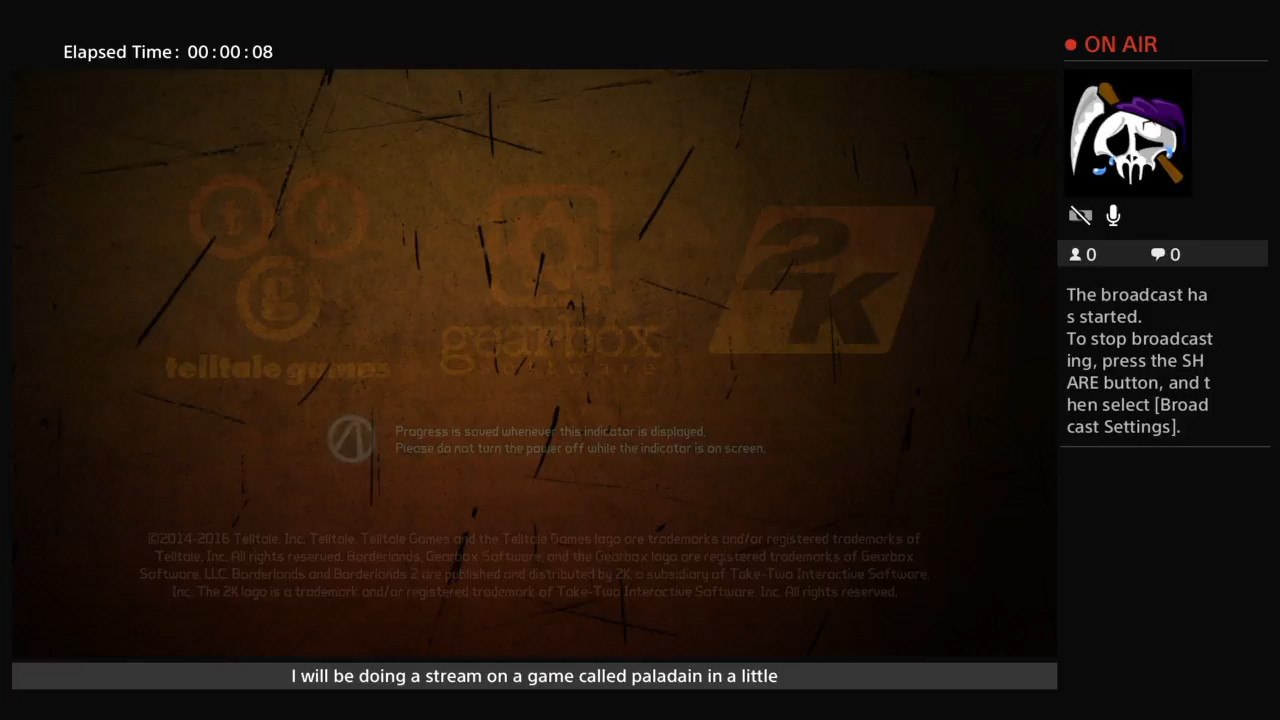 Elapsed Time: 00:00:08
ON AIR
t t g
telltale games
gearbox
software
2K
0 0
The broadcast ha
s started.
To stop broadcast
ing, press the SH
ARE button, and t
hen select [Broad
cast Settings].
Progress is saved whenever this indicator is displayed.
Please do not turn the power off while the indicator is on screen.
©2014-2016 Telltale, Inc. Telltale, Telltale Games and the Telltale Games logo are trademarks and/or registered trademarks of
Telltale, Inc. All rights reserved. Borderlands, Gearbox Software, and the Gearbox logo are registered trademarks of Gearbox
Software, LLC. Borderlands and Borderlands 2 are published and distributed by 2K, a subsidiary of Take-Two Interactive Software,
Inc. The 2K logo is a trademark and/or registered trademark of Take-Two Interactive Software, Inc. All rights reserved.
I will be doing a stream on a game called paladain in a little